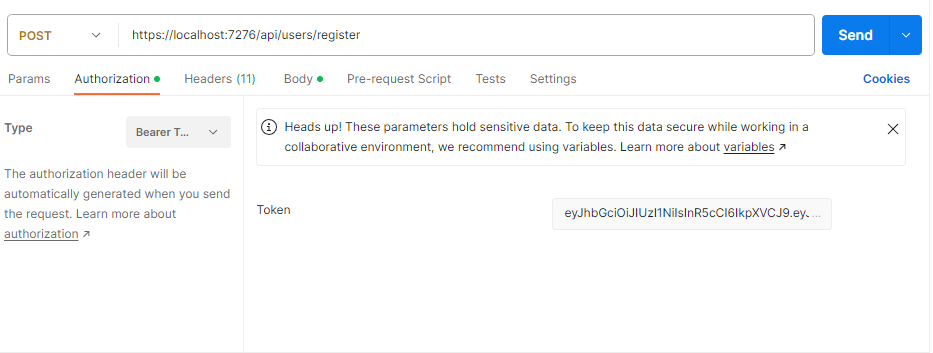 POST https://localhost:7276/api/users/register Send
Params Authorization Headers (11) Body Pre-request Script Tests Settings Cookies
Type Bearer T...
Heads up! These parameters hold sensitive data. To keep this data secure while working in a
collaborative environment, we recommend using variables. Learn more about variables ↗
The authorization header will be
automatically generated when you send
the request. Learn more about
authorization ↗
Token eyJhbGciOiJIUzI1NiIsInR5cCI6IkpXVCJ9.eyJ...